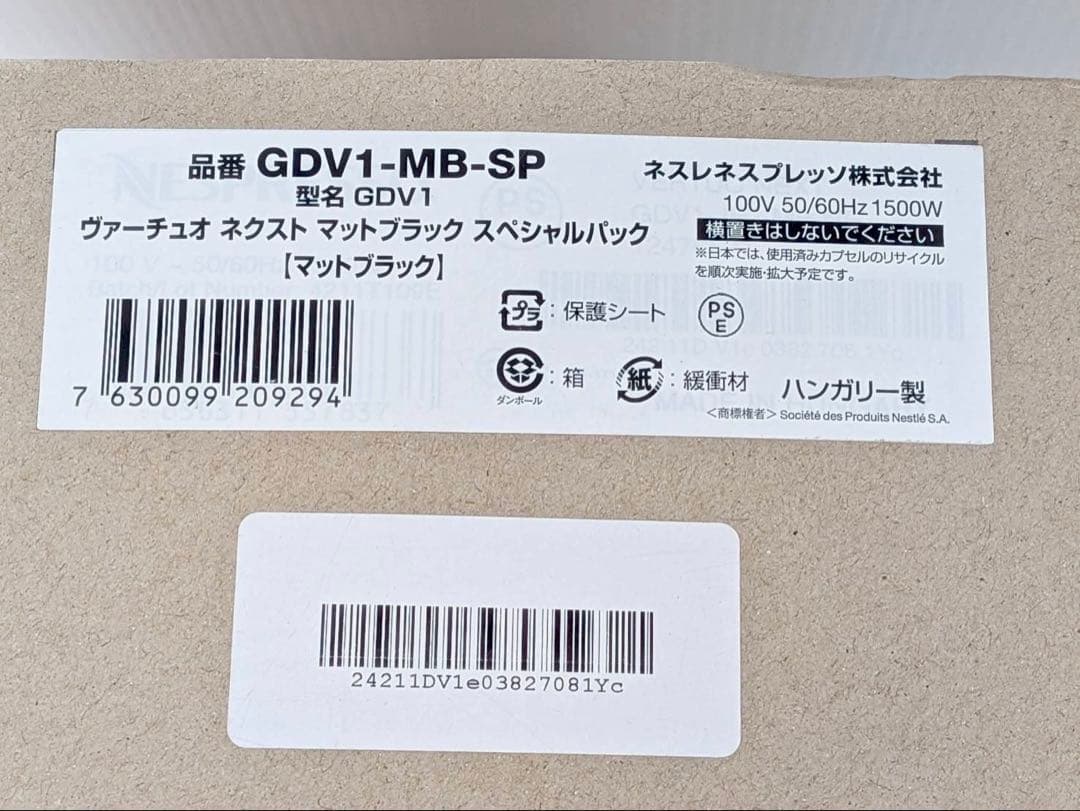 品番 GDV1-MB-SP
型名 GDV1
ヴァーチュオ ネクスト マットブラック スペシャルパック
【マットブラック】
7 630099 209294
ネスレネスプレッソ株式会社
100V 50/60Hz 1500W
横置きはしないでください
※日本では、使用済みカプセルのリサイクル
を順次実施・拡大予定です。
プラ : 保護シート
PS
E
ダンボール : 箱
紙 : 緩衝材
ハンガリー製
<商標権者> Société des Produits Nestlé S.A.
24211DV1e03827081Yc